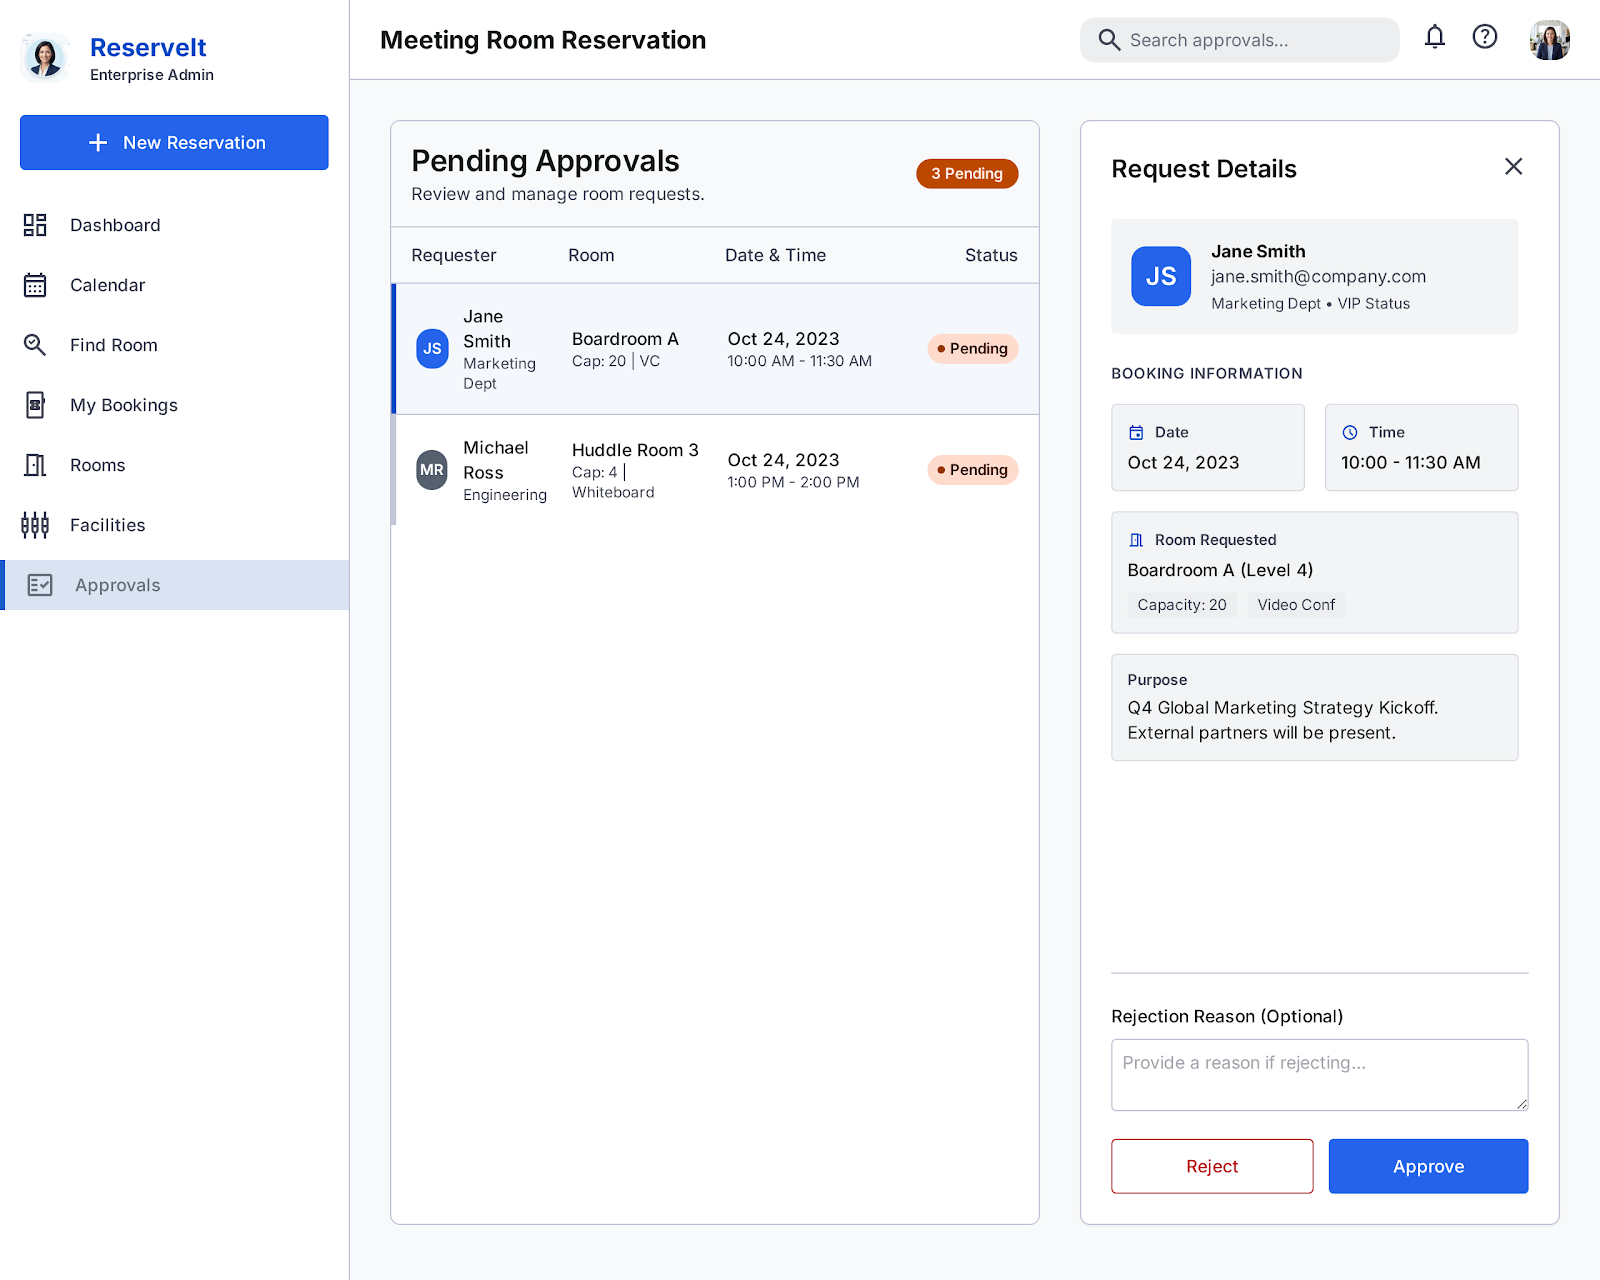 ReserveIt
Enterprise Admin
New Reservation
Dashboard
Calendar
Find Room
My Bookings
Rooms
Facilities
Approvals
Meeting Room Reservation
Search approvals...
Pending Approvals
Review and manage room requests.
3 Pending
Requester
Room
Date & Time
Status
JS
Jane
Smith
Marketing
Dept
Boardroom A
Cap: 20 | VC
Oct 24, 2023
10:00 AM - 11:30 AM
• Pending
MR
Michael
Ross
Engineering
Huddle Room 3
Cap: 4 |
Whiteboard
Oct 24, 2023
1:00 PM - 2:00 PM
• Pending
Request Details
JS
Jane Smith
jane.smith@company.com
Marketing Dept • VIP Status
BOOKING INFORMATION
Date
Oct 24, 2023
Time
10:00 - 11:30 AM
Room Requested
Boardroom A (Level 4)
Capacity: 20
Video Conf
Purpose
Q4 Global Marketing Strategy Kickoff.
External partners will be present.
Rejection Reason (Optional)
Provide a reason if rejecting...
Reject
Approve